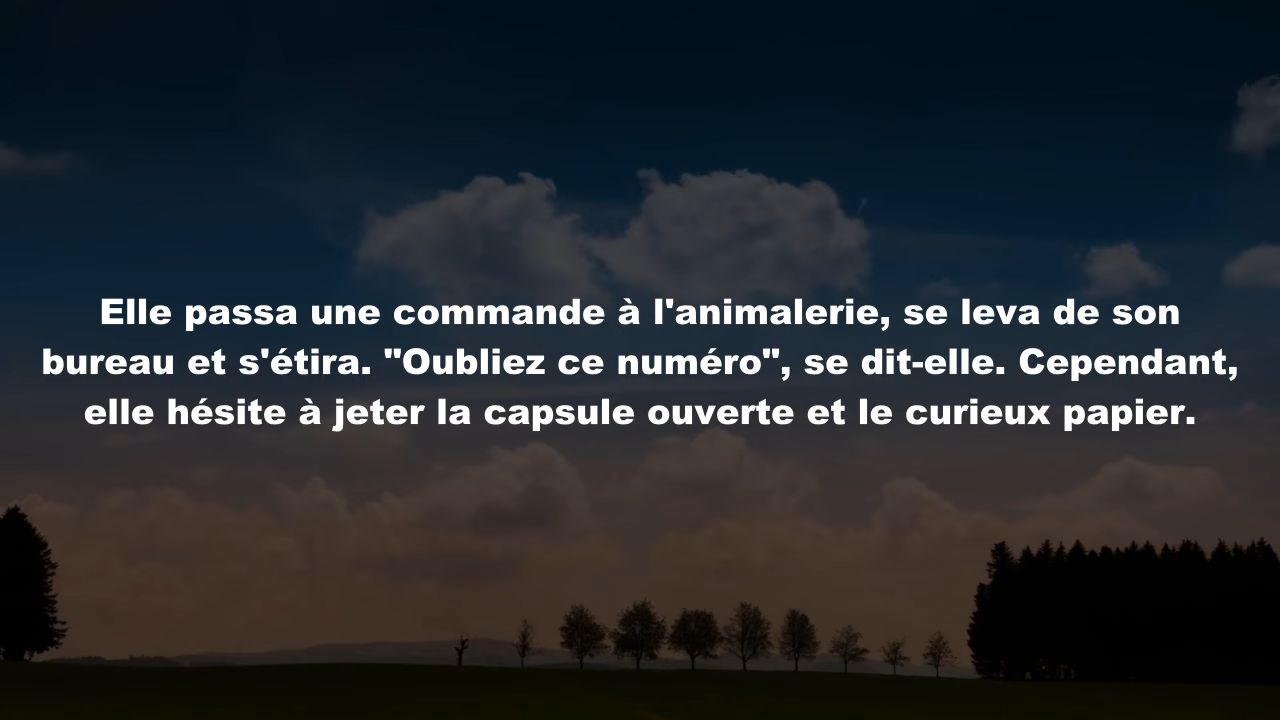 Elle passa une commande à l'animalerie, se leva de son
bureau et s'étira. "Oubliez ce numéro", se dit-elle. Cependant,
elle hésite à jeter la capsule ouverte et le curieux papier.